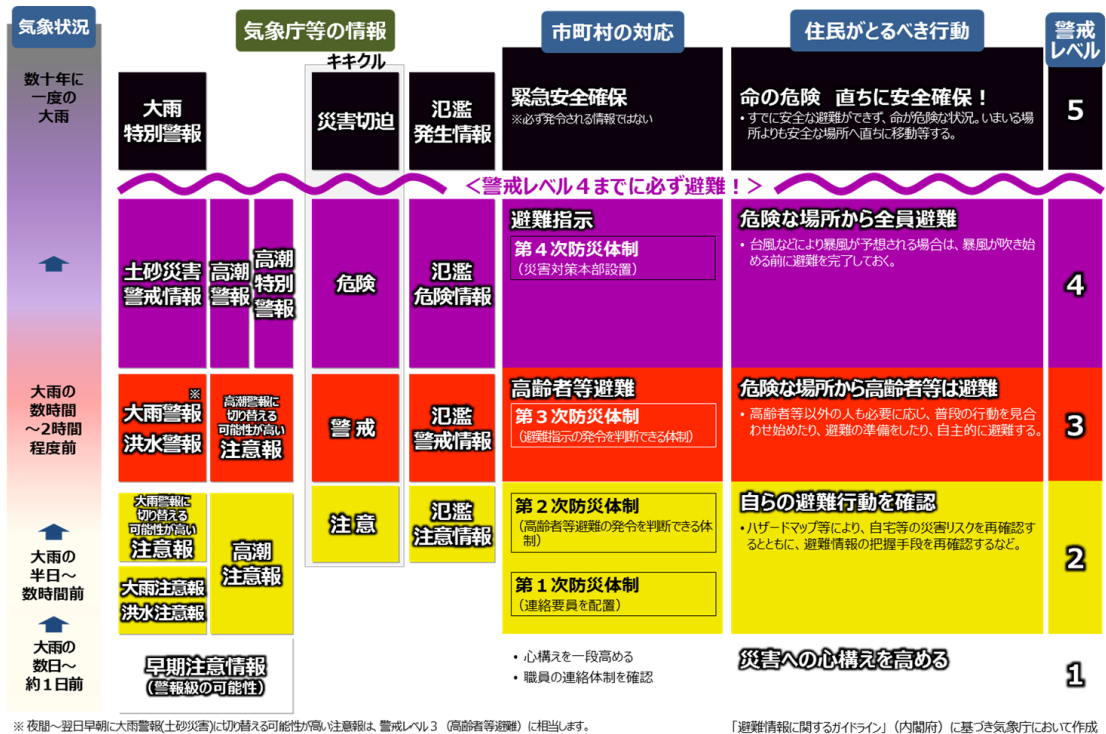 気象状況
気象庁等の情報
市町村の対応
住民がとるべき行動
警戒
レベル
キキクル
数十年に
一度の
大雨
大雨
特別警報
災害切迫
氾濫
発生情報
緊急安全確保
※必ず発令される情報ではない
命の危険 直ちに安全確保！
・すでに安全な避難ができず、命が危険な状況。いまいる場
所よりも安全な場所へ直ちに移動等する。
5
＜警戒レベル４までに必ず避難！＞
土砂災害
警戒情報
高潮
警報
高潮
特別
警報
危険
氾濫
危険情報
避難指示
第４次防災体制
（災害対策本部設置）
危険な場所から全員避難
・台風などにより暴風が予想される場合は、暴風が吹き始
める前に避難を完了しておく。
4
大雨の
数時間
～2時間
程度前
※
大雨警報
洪水警報
高潮警報に
切り替える
可能性が高い
注意報
警戒
氾濫
警戒情報
高齢者等避難
第３次防災体制
（避難指示の発令を判断できる体制）
危険な場所から高齢者等は避難
・高齢者等以外の人も必要に応じ、普段の行動を見合
わせ始めたり、避難の準備をしたり、自主的に避難する。
3
大雨の
半日～
数時間前
大雨警報に
切り替える
可能性が高い
注意報
大雨注意報
洪水注意報
高潮
注意報
注意
氾濫
注意情報
第２次防災体制
（高齢者等避難の発令を判断できる体
制）
第１次防災体制
（連絡要員を配置）
自らの避難行動を確認
・ハザードマップ等により、自宅等の災害リスクを再確認す
るとともに、避難情報の把握手段を再確認するなど。
2
大雨の
数日～
約１日前
早期注意情報
（警報級の可能性）
・心構えを一段高める
・職員の連絡体制を確認
災害への心構えを高める
1
※ 夜間～翌日早朝に大雨警報(土砂災害)に切り替える可能性が高い注意報は、警戒レベル３（高齢者等避難）に相当します。
「避難情報に関するガイドライン」（内閣府）に基づき気象庁において作成